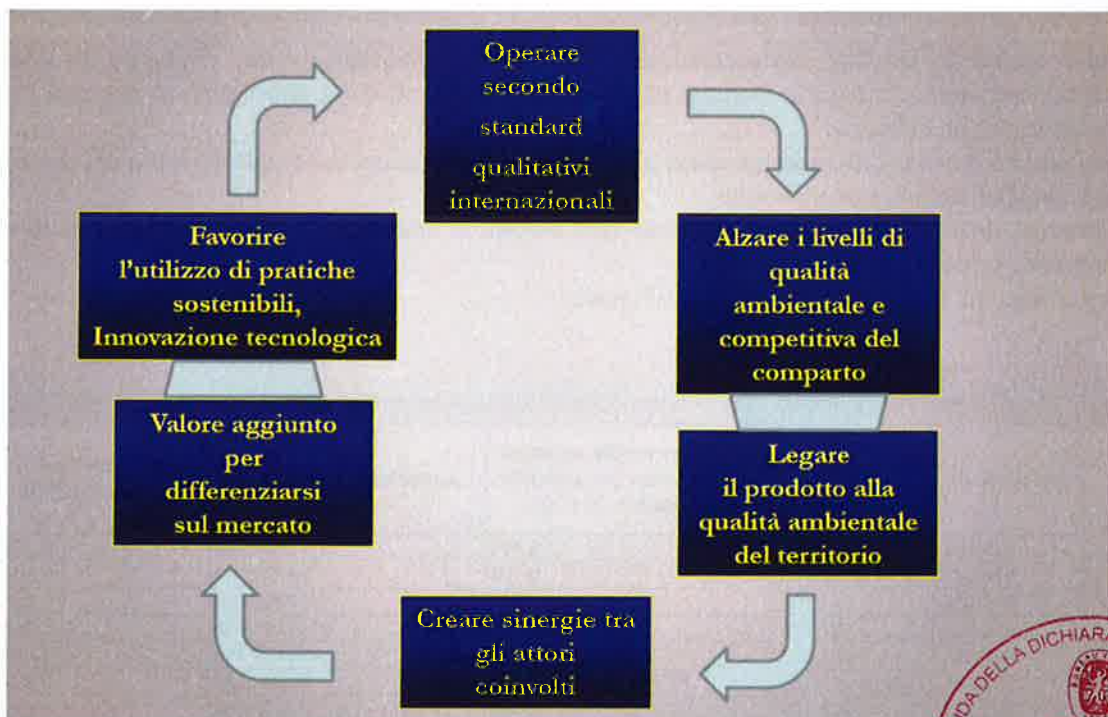 Operare
secondo
standard
qualitativi
internazionali
Alzare i livelli di
qualità
ambientale e
competitiva del
comparto
Legare
il prodotto alla
qualità ambientale
del territorio
Creare sinergie tra
gli attori
coinvolti
Valore aggiunto
per
differenziarsi
sul mercato
Favorire
l'utilizzo di pratiche
sostenibili,
Innovazione tecnologica
DELLA DICHIARA